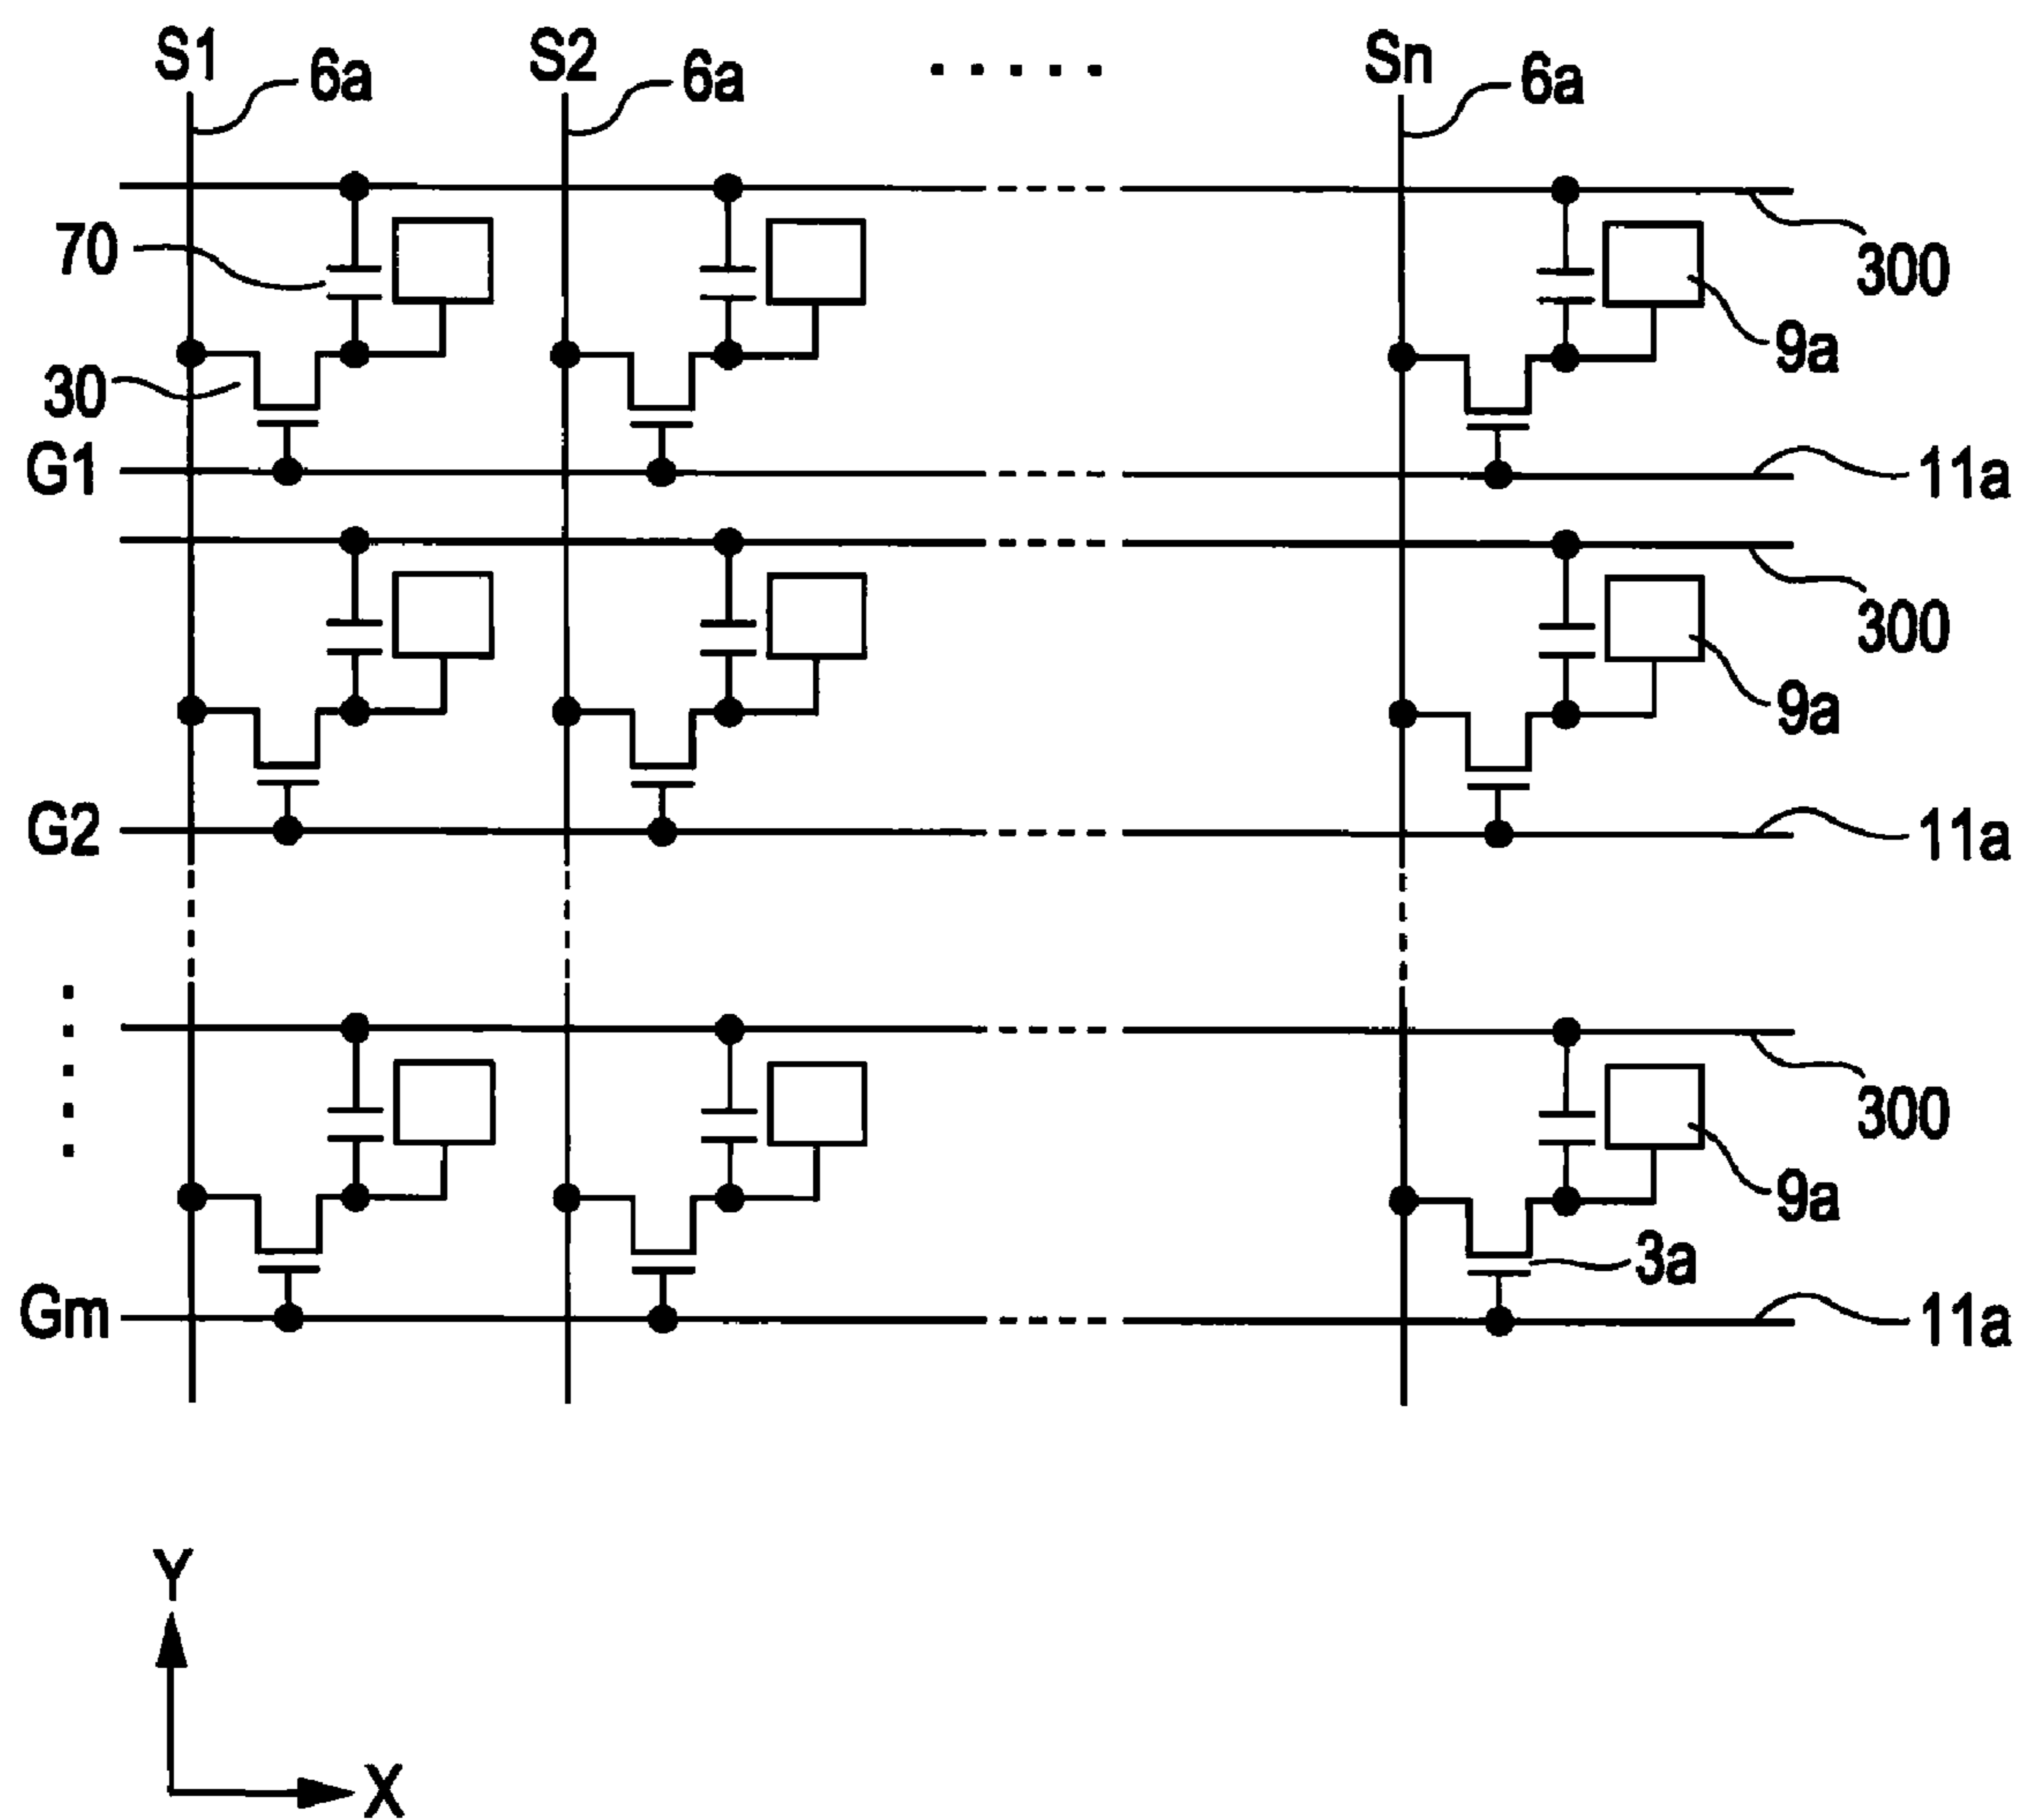 S1 6a S2 6a ..... Sn 6a
70 300
9a
30
G1 11a
300
9a
G2 11a
300
9a
3a
Gm 11a
Y
X